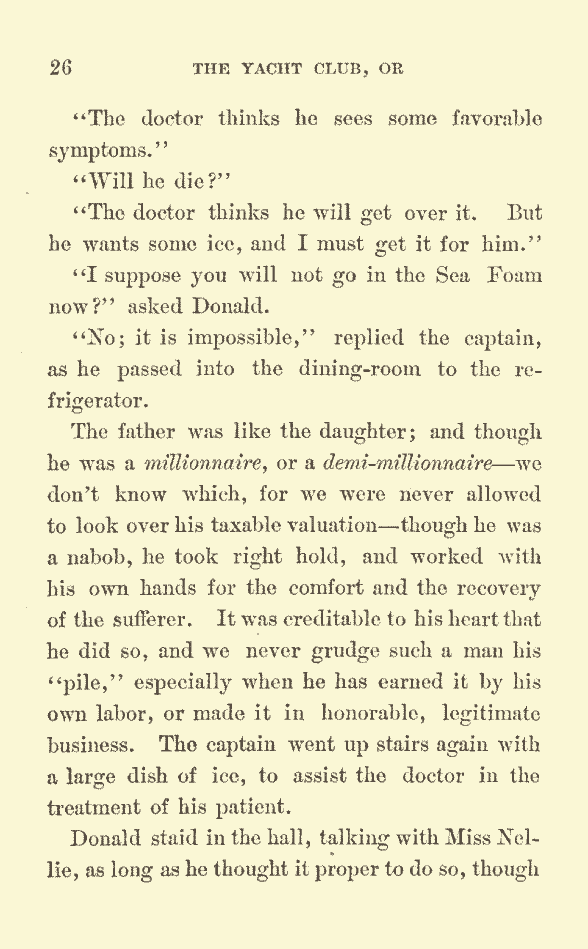 26 THE YACHT CLUB, OR
"The doctor thinks he sees some favorable
symptoms."
"Will he die?"
"The doctor thinks he will get over it. But
he wants some ice, and I must get it for him."
"I suppose you will not go in the Sea Foam
now?" asked Donald.
"No; it is impossible," replied the captain,
as he passed into the dining-room to the re-
frigerator.
The father was like the daughter; and though
he was a millionnaire, or a demi-millionnaire—we
don't know which, for we were never allowed
to look over his taxable valuation—though he was
a nabob, he took right hold, and worked with
his own hands for the comfort and the recovery
of the sufferer. It was creditable to his heart that
he did so, and we never grudge such a man his
"pile," especially when he has earned it by his
own labor, or made it in honorable, legitimate
business. The captain went up stairs again with
a large dish of ice, to assist the doctor in the
treatment of his patient.
Donald staid in the hall, talking with Miss Nel-
lie, as long as he thought it proper to do so, though